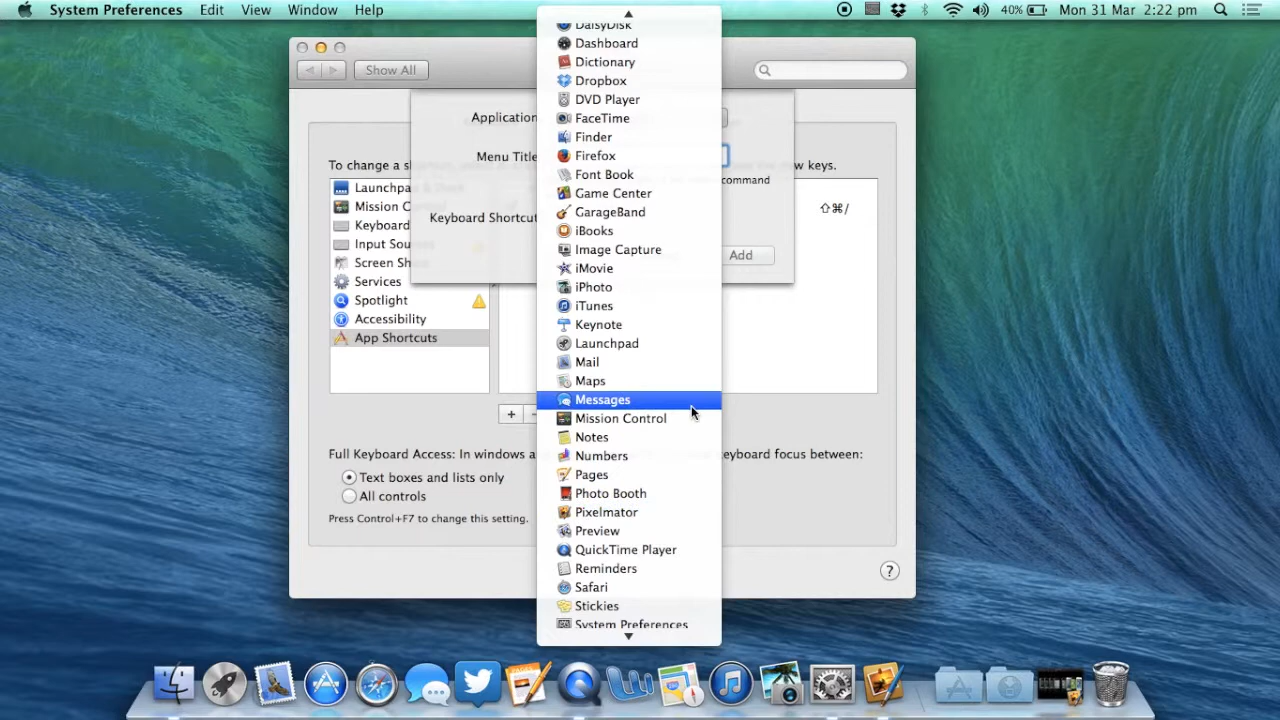 System Preferences Edit View Window Help 40% Mon 31 Mar 2:22 pm
Show All
DaisyDisk
Dashboard
Dictionary
Dropbox
DVD Player
FaceTime
Finder
Firefox
Font Book
Game Center
GarageBand
iBooks
Image Capture
iMovie
iPhoto
iTunes
Keynote
Launchpad
Mail
Maps
Messages
Mission Control
Notes
Numbers
Pages
Photo Booth
Pixelmator
Preview
QuickTime Player
Reminders
Safari
Stickies
System Preferences
Application
Menu Title
command
Keyboard Shortcut
Add
To change a keys.
Launchpad
Mission C
Keyboard
Input Sou
Screen Sh
Services
Spotlight
Accessibility
App Shortcuts
⇧⌘/
+
Full Keyboard Access: In windows keyboard focus between:
Text boxes and lists only
All controls
Press Control+F7 to change this setting.
?